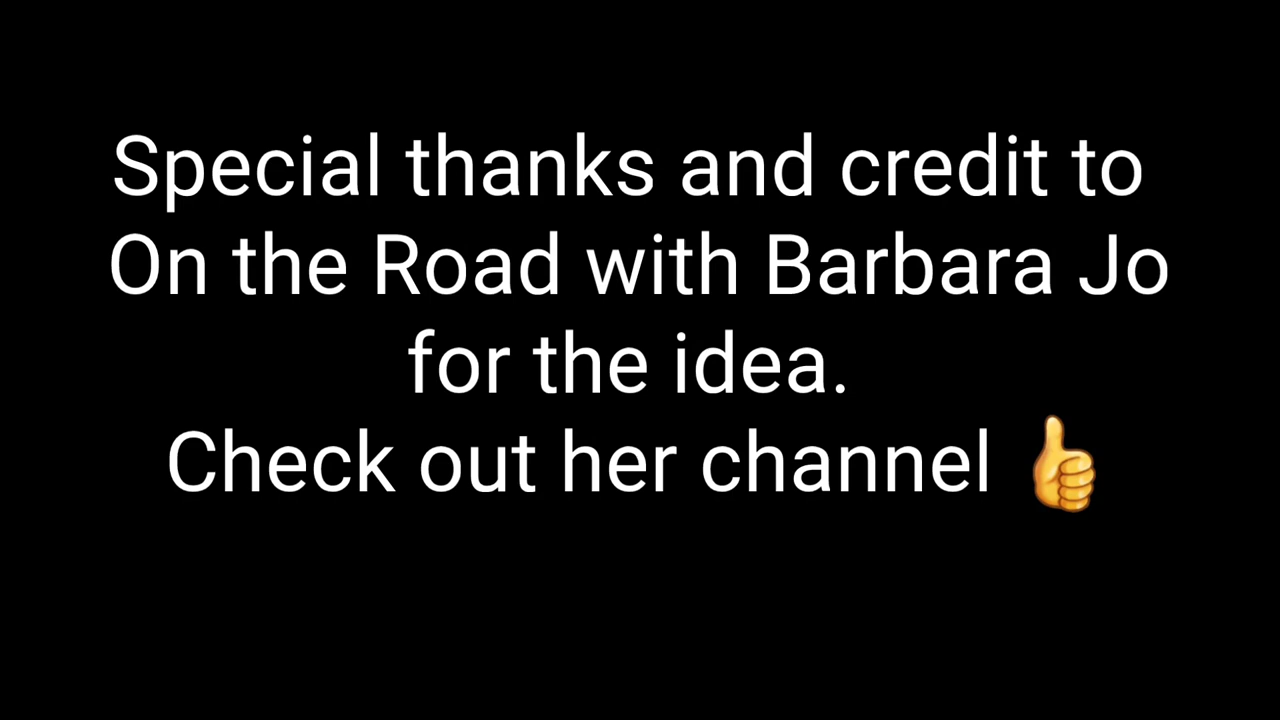 Special thanks and credit to
On the Road with Barbara Jo
for the idea.
Check out her channel 👍